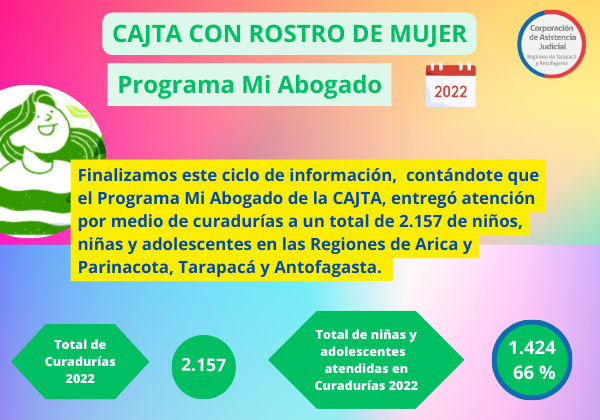 CAJTA CON ROSTRO DE MUJER
Corporación
de Asistencia
Judicial
Regiones de Tarapacá
y Antofagasta
Programa Mi Abogado
2022
Finalizamos este ciclo de información, contándote que
el Programa Mi Abogado de la CAJTA, entregó atención
por medio de curadurías a un total de 2.157 de niños,
niñas y adolescentes en las Regiones de Arica y
Parinacota, Tarapacá y Antofagasta.
Total de
Curadurías
2022
2.157
Total de niñas y
adolescentes
atendidas en
Curadurías 2022
1.424
66 %